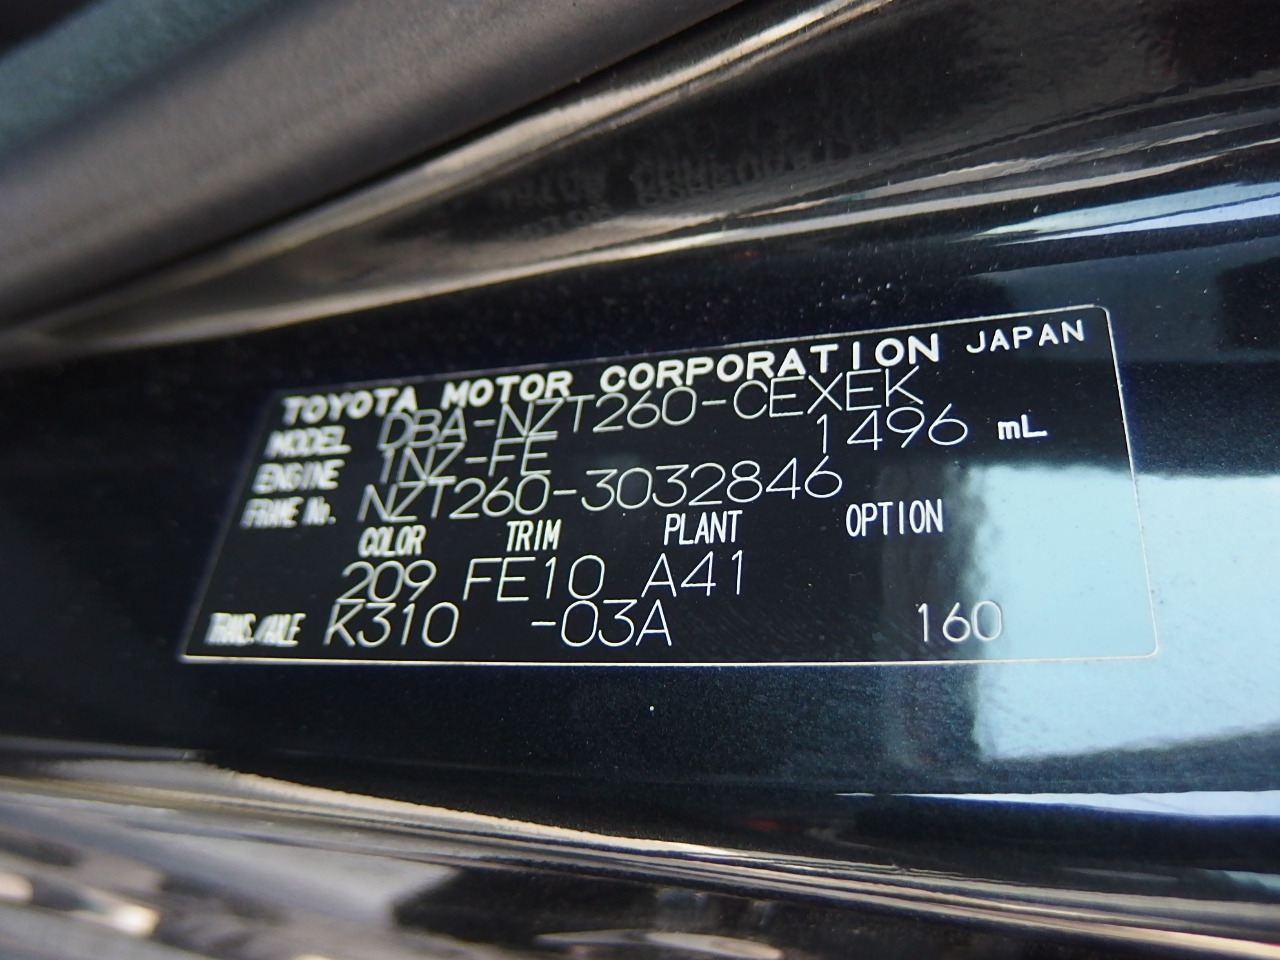 TOYOTA MOTOR CORPORATION JAPAN
MODEL DBA-NZT260-CEXEK
ENGINE 1NZ-FE 1496 mL
FRAME No. NZT260-3032846
COLOR TRIM PLANT OPTION
209 FE10 A41
TRANS./AXLE K310 -03A 160